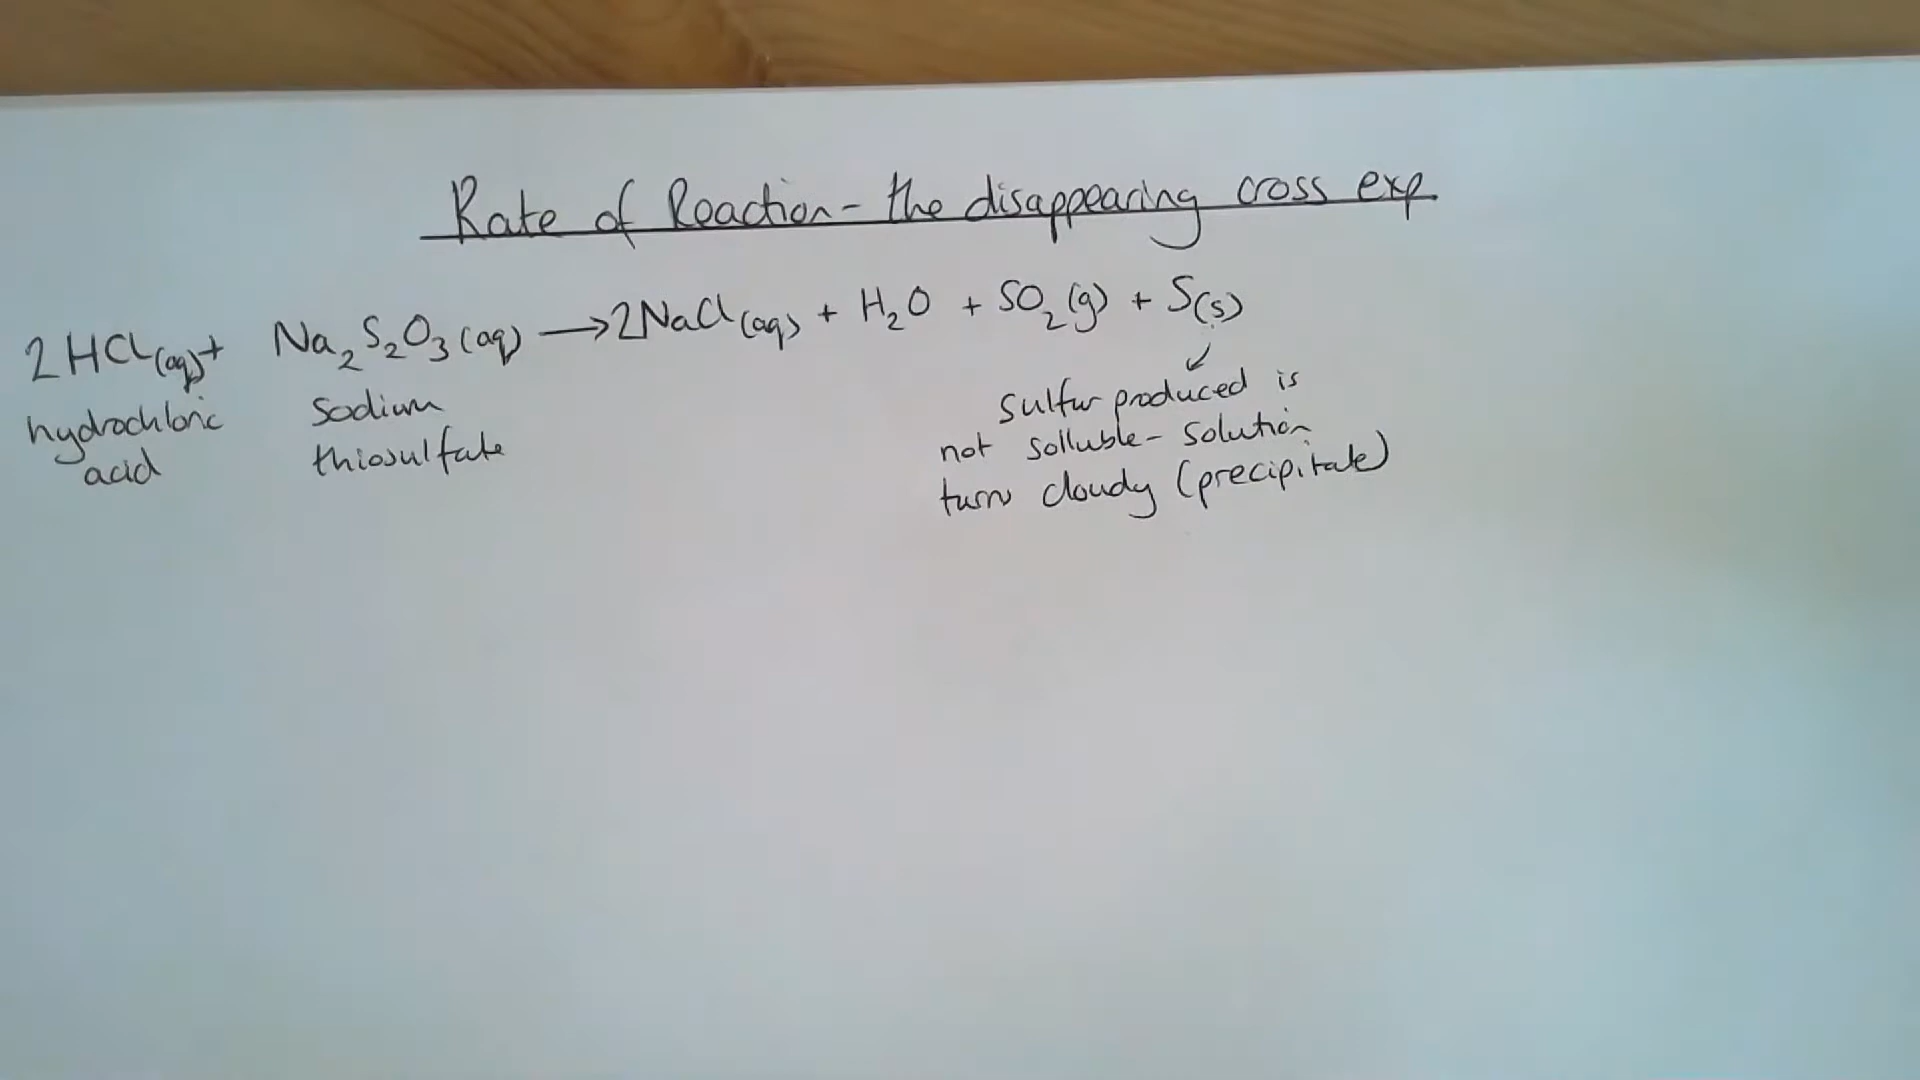 Rate of Reaction - the disappearing cross exp.
2HCl(aq) + Na₂S₂O₃(aq) → 2NaCl(aq) + H₂O + SO₂(g) + S(s)
hydrochloric
acid
sodium
thiosulfate
sulfur produced is
not solluble - solution
turns cloudy (precipitate)